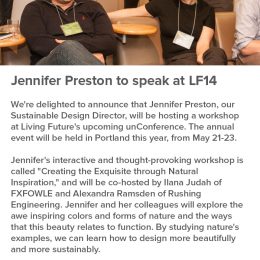 Jennifer Preston to speak at LF14
We're delighted to announce that Jennifer Preston, our
Sustainable Design Director, will be hosting a workshop
at Living Future's upcoming unConference. The annual
event will be held in Portland this year, from May 21-23.
Jennifer's interactive and thought-provoking workshop is
called "Creating the Exquisite through Natural
Inspiration," and will be co-hosted by Ilana Judah of
FXFOWLE and Alexandra Ramsden of Rushing
Engineering. Jennifer and her colleagues will explore the
awe inspiring colors and forms of nature and the ways
that this beauty relates to function. By studying nature's
examples, we can learn how to design more beautifully
and more sustainably.